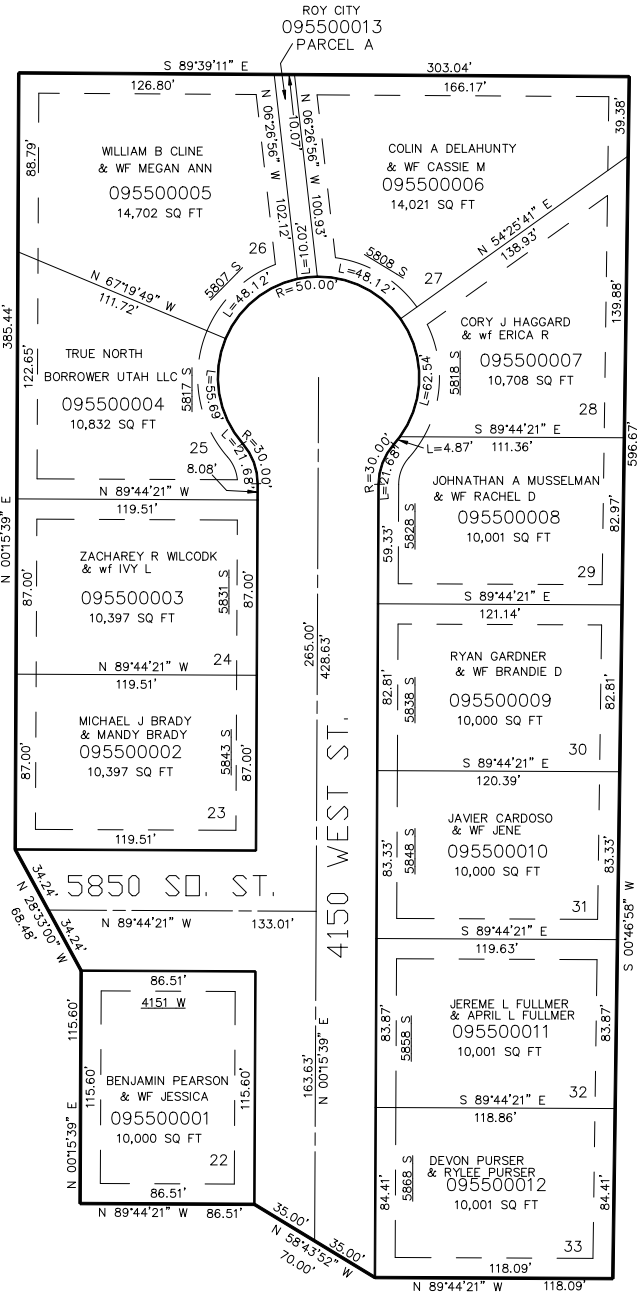 ROY CITY
095500013
PARCEL A
S 89°39'11" E
303.04'
126.80'
166.17'
39.38'
88.79'
N 06°26'56" W
102.12'
10.07'
N 06°26'56" W
100.93'
L=10.02'
WILLIAM B CLINE
& WF MEGAN ANN
095500005
14,702 SQ FT
26
COLIN A DELAHUNTY
& WF CASSIE M
095500006
14,021 SQ FT
27
N 54°25'41" E
138.93'
5807 S
L=48.12'
R=50.00'
5808 S
L=48.12'
N 67°19'49" W
111.72'
385.44'
139.88'
CORY J HAGGARD
& wf ERICA R
095500007
10,708 SQ FT
28
5818 S
L=62.54'
TRUE NORTH
BORROWER UTAH LLC
095500004
10,832 SQ FT
25
122.65'
5817 S
L=55.69'
L=21.68'
R=30.00'
8.08'
S 89°44'21" E
111.36'
L=4.87'
R=30.00'
L=21.68'
596.67'
N 89°44'21" W
119.51'
N 00°15'39" E
JOHNATHAN A MUSSELMAN
& WF RACHEL D
095500008
10,001 SQ FT
29
5828 S
59.33'
82.97'
ZACHAREY R WILCODK
& wf IVY L
095500003
10,397 SQ FT
24
87.00'
5831 S
87.00'
S 89°44'21" E
121.14'
N 89°44'21" W
119.51'
265.00'
428.63'
RYAN GARDNER
& WF BRANDIE D
095500009
10,000 SQ FT
30
82.81'
5838 S
82.81'
MICHAEL J BRADY
& MANDY BRADY
095500002
10,397 SQ FT
23
87.00'
5843 S
87.00'
119.51'
S 89°44'21" E
120.39'
4150 WEST ST.
JAVIER CARDOSO
& WF JENE
095500010
10,000 SQ FT
31
83.33'
5848 S
83.33'
34.24'
5850 SO. ST.
N 28°33'00" W
68.48'
34.24'
N 89°44'21" W
133.01'
S 89°44'21" E
119.63'
S 00°46'58" W
86.51'
4151 W
115.60'
N 00°15'39" E
115.60'
115.60'
BENJAMIN PEARSON
& WF JESSICA
095500001
10,000 SQ FT
22
86.51'
N 89°44'21" W
86.51'
163.63'
N 00°15'39" E
JEREME L FULLMER
& APRIL L FULLMER
095500011
10,001 SQ FT
32
83.87'
5858 S
83.87'
S 89°44'21" E
118.86'
DEVON PURSER
& RYLEE PURSER
095500012
10,001 SQ FT
33
84.41'
5868 S
84.41'
118.09'
35.00'
35.00'
N 58°43'52" W
70.00'
N 89°44'21" W
118.09'